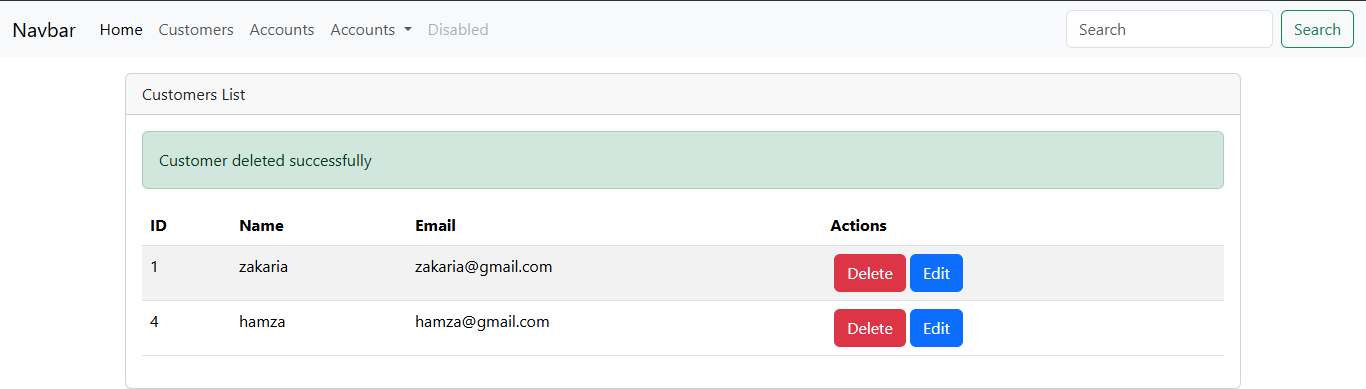 Navbar Home Customers Accounts Accounts Disabled Search Search
Customers List
Customer deleted successfully
ID Name Email Actions
1 zakaria zakaria@gmail.com Delete Edit
4 hamza hamza@gmail.com Delete Edit